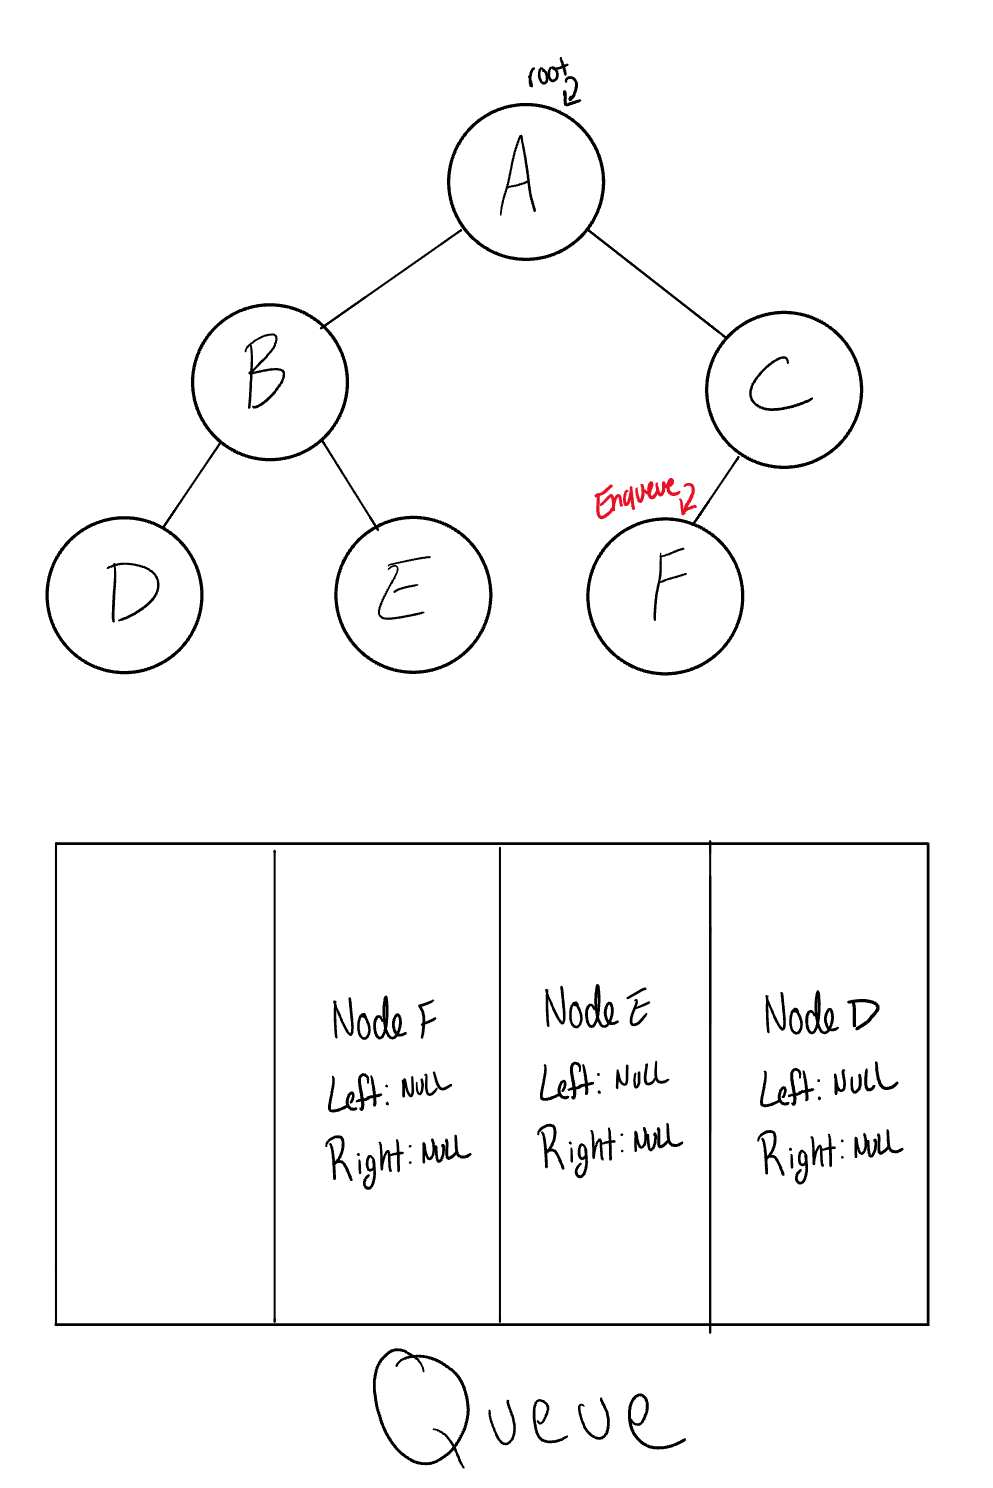 root
A
B
C
Enqueue
D
E
F
Node F
Left: NULL
Right: NULL
Node E
Left: NULL
Right: NULL
Node D
Left: NULL
Right: NULL
Queue